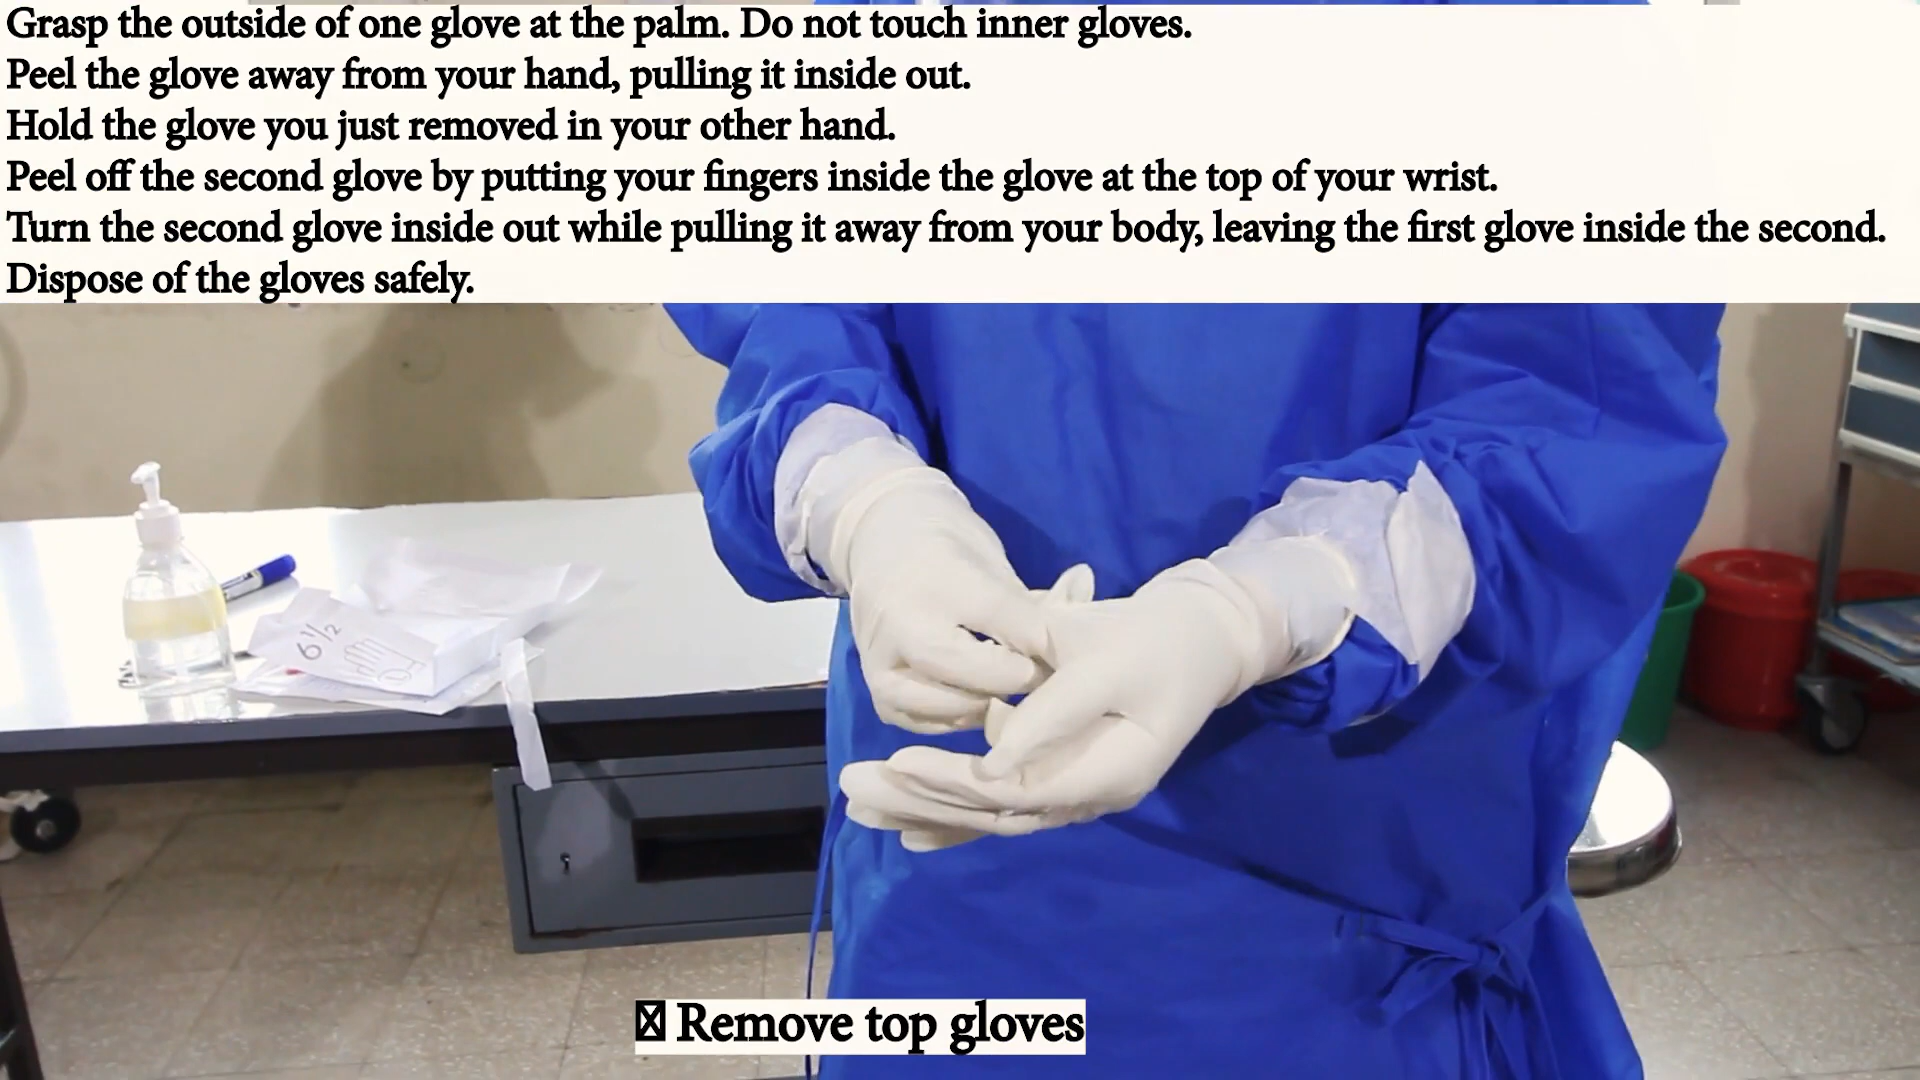 Grasp the outside of one glove at the palm. Do not touch inner gloves.
Peel the glove away from your hand, pulling it inside out.
Hold the glove you just removed in your other hand.
Peel off the second glove by putting your fingers inside the glove at the top of your wrist.
Turn the second glove inside out while pulling it away from your body, leaving the first glove inside the second.
Dispose of the gloves safely.
6½
Remove top gloves